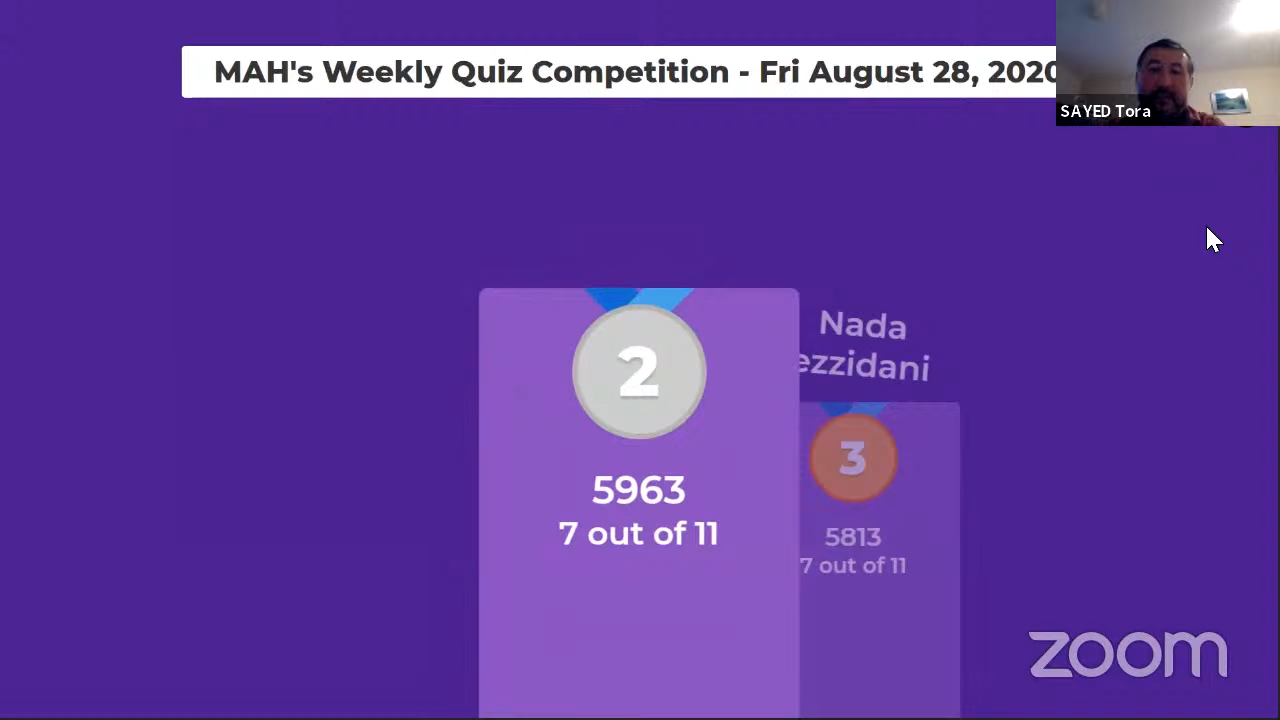 MAH's Weekly Quiz Competition - Fri August 28, 2020
SAYED Tora
2
5963
7 out of 11
Nada
ezzidani
3
5813
7 out of 11
zoom